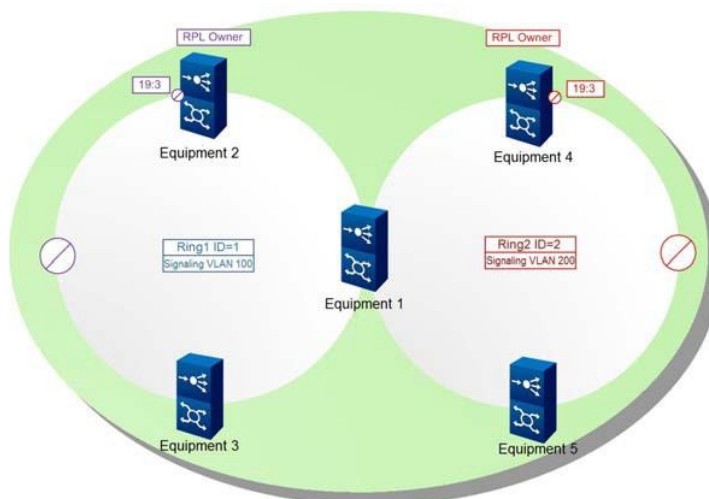 RPL Owner
RPL Owner
19:3
19:3
Equipment 2
Equipment 4
Ring1 ID=1
Signaling VLAN 100
Ring2 ID=2
Signaling VLAN 200
Equipment 1
Equipment 3
Equipment 5